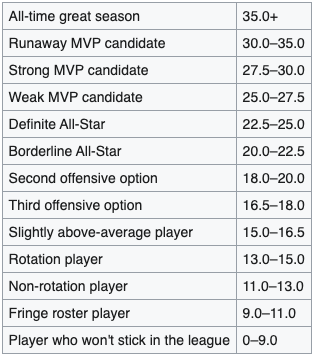 All-time great season 35.0+
Runaway MVP candidate 30.0–35.0
Strong MVP candidate 27.5–30.0
Weak MVP candidate 25.0–27.5
Definite All-Star 22.5–25.0
Borderline All-Star 20.0–22.5
Second offensive option 18.0–20.0
Third offensive option 16.5–18.0
Slightly above-average player 15.0–16.5
Rotation player 13.0–15.0
Non-rotation player 11.0–13.0
Fringe roster player 9.0–11.0
Player who won't stick in the league 0–9.0